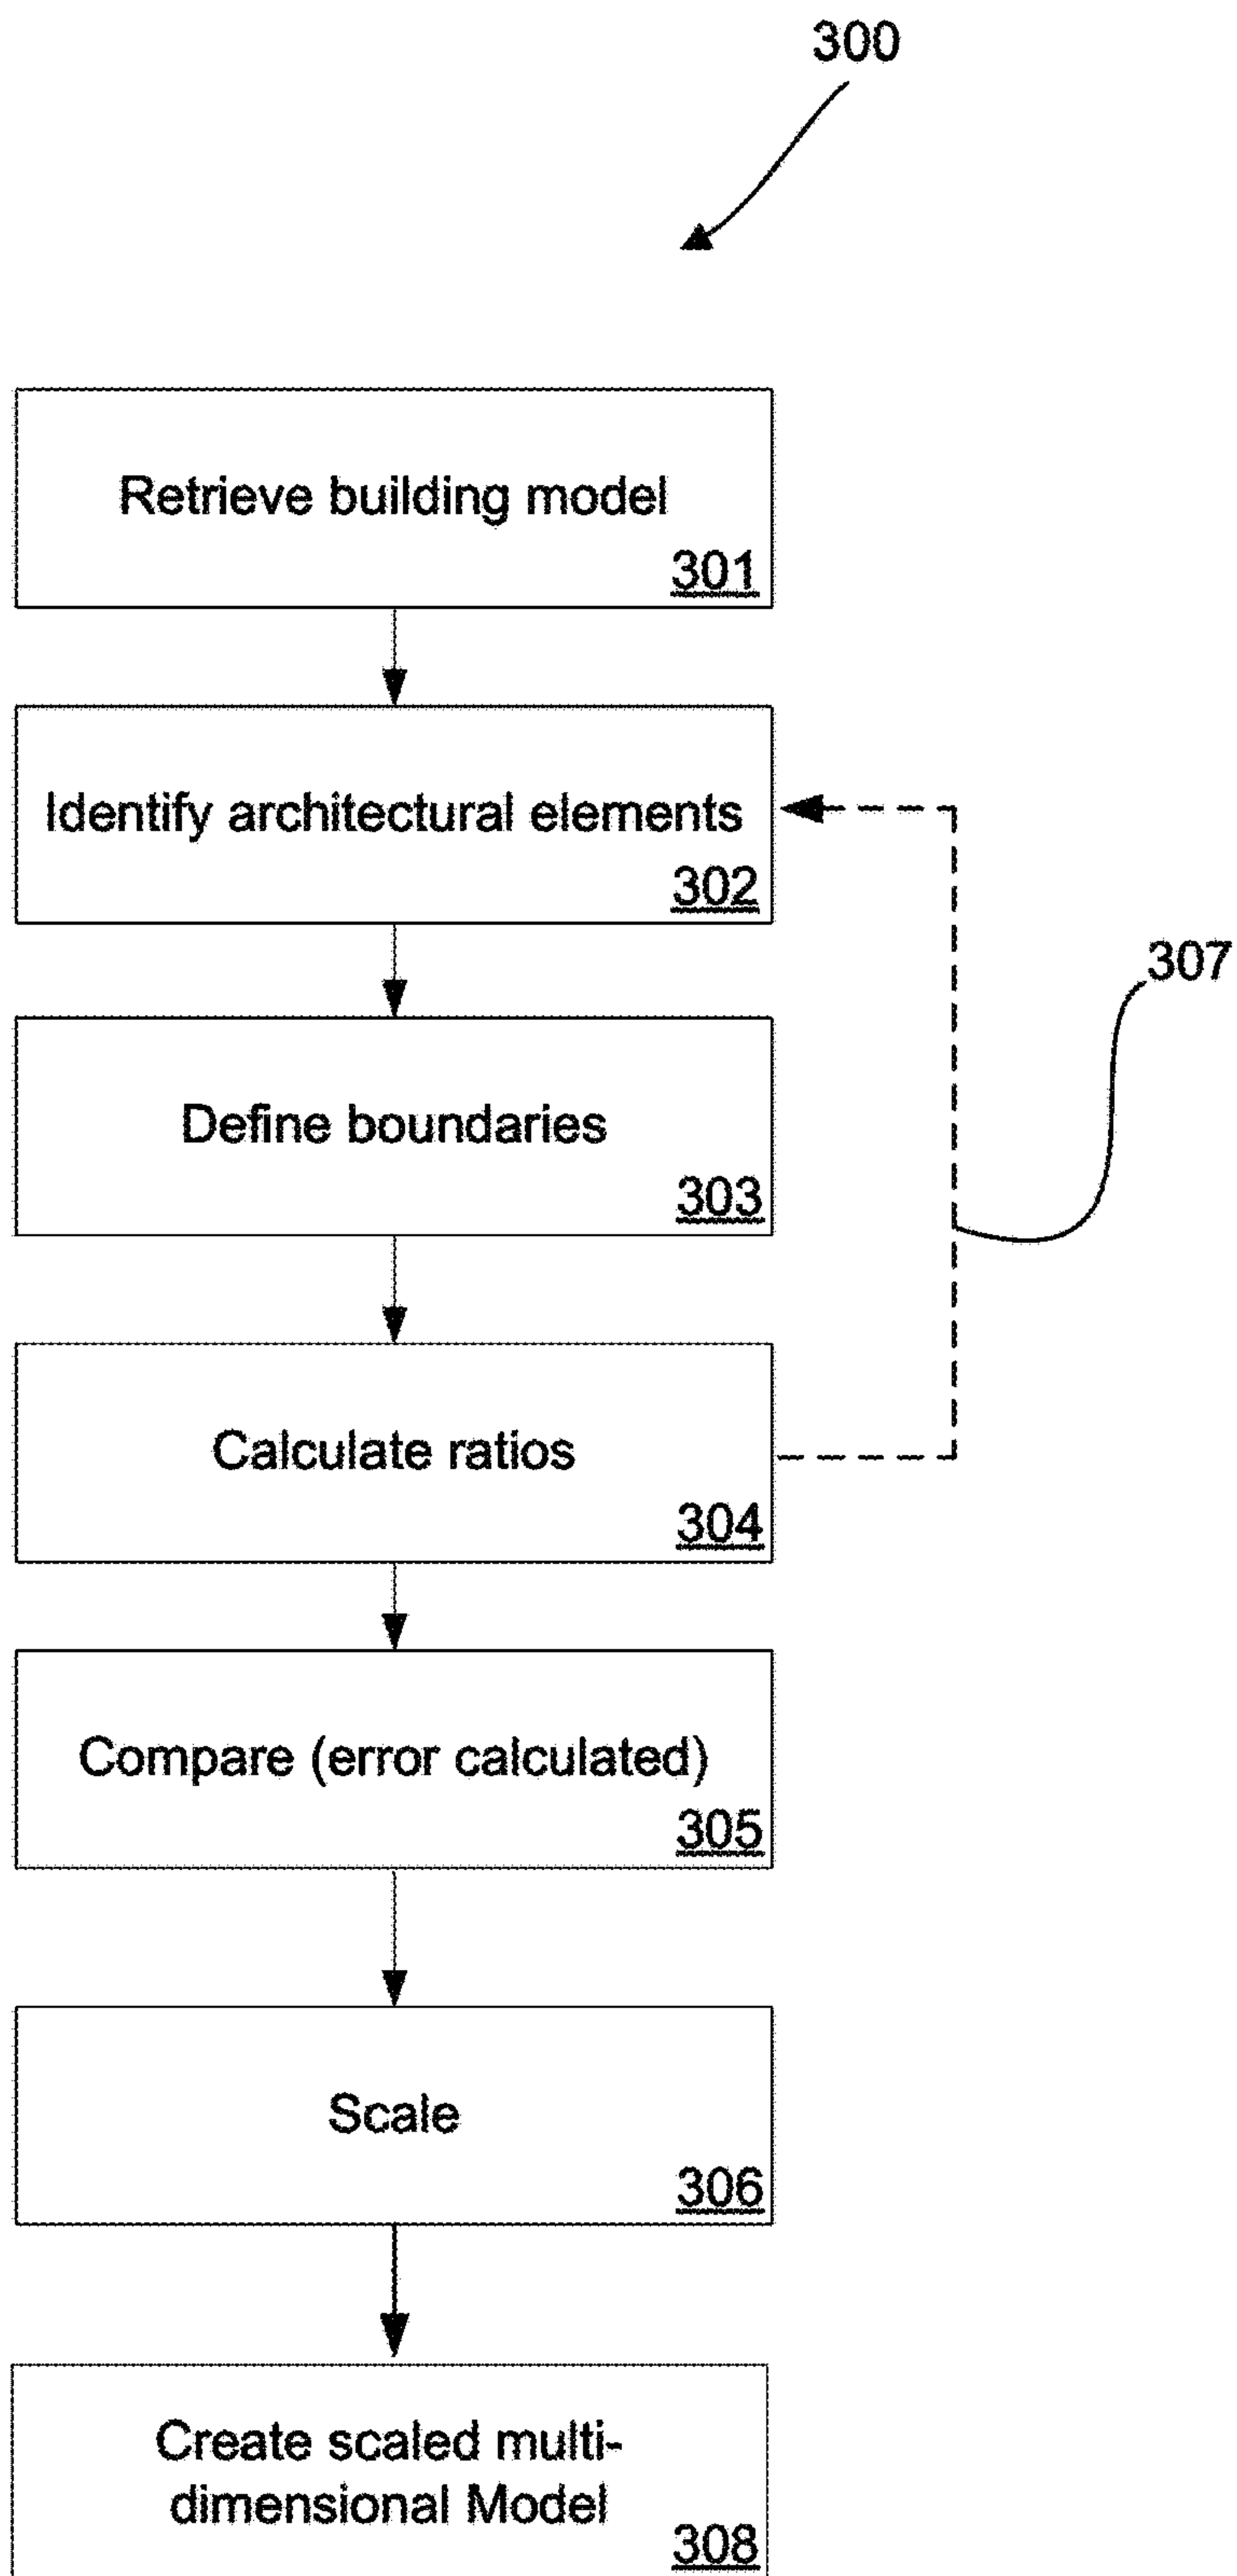 300
Retrieve building model
301
Identify architectural elements
302
307
Define boundaries
303
Calculate ratios
304
Compare (error calculated)
305
Scale
306
Create scaled multi-
dimensional Model
308